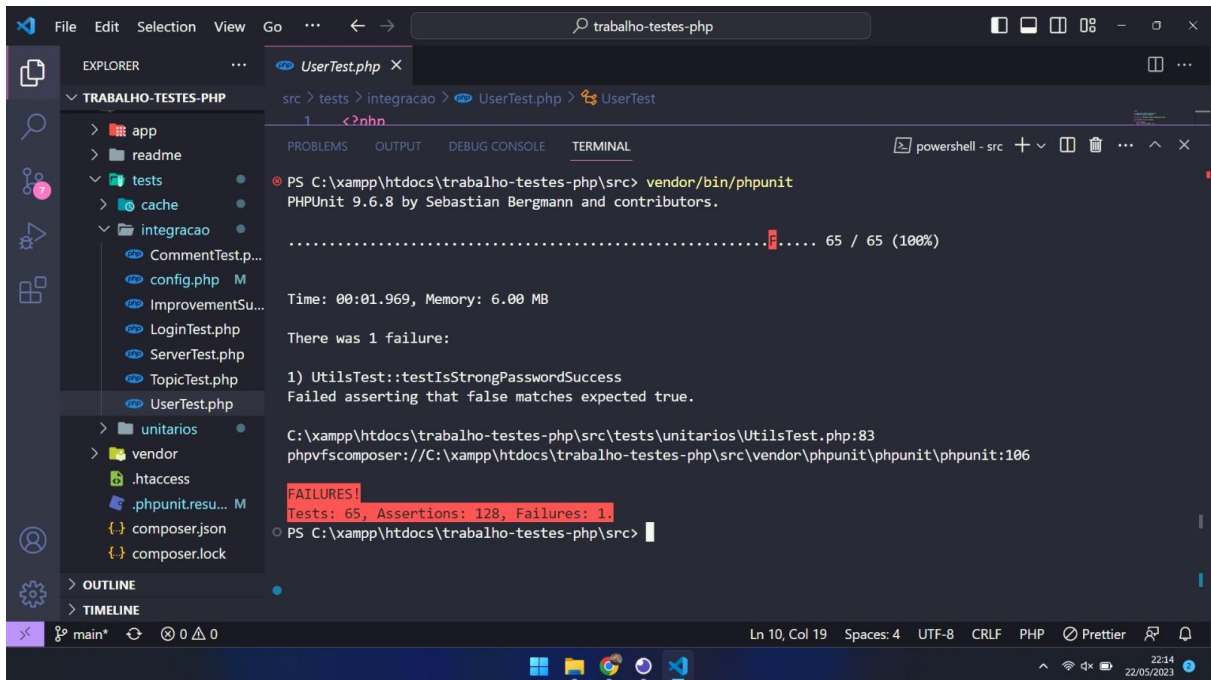 File Edit Selection View Go ... trabalho-testes-php
EXPLORER ...
TRABALHO-TESTES-PHP
app
readme
tests
cache
integracao
CommentTest.p...
config.php M
ImprovementSu...
LoginTest.php
ServerTest.php
TopicTest.php
UserTest.php
unitarios
vendor
.htaccess
.phpunit.resu... M
composer.json
composer.lock
OUTLINE
TIMELINE
7
UserTest.php
src > tests > integracao > UserTest.php > UserTest
1 <?php
PROBLEMS OUTPUT DEBUG CONSOLE TERMINAL powershell - src
PS C:\xampp\htdocs\trabalho-testes-php\src> vendor/bin/phpunit
PHPUnit 9.6.8 by Sebastian Bergmann and contributors.
...........................................................F..... 65 / 65 (100%)
Time: 00:01.969, Memory: 6.00 MB
There was 1 failure:
1) UtilsTest::testIsStrongPasswordSuccess
Failed asserting that false matches expected true.
C:\xampp\htdocs\trabalho-testes-php\src\tests\unitarios\UtilsTest.php:83
phpvfscomposer://C:\xampp\htdocs\trabalho-testes-php\src\vendor\phpunit\phpunit\phpunit:106
FAILURES!
Tests: 65, Assertions: 128, Failures: 1.
PS C:\xampp\htdocs\trabalho-testes-php\src>
main* 0 0 Ln 10, Col 19 Spaces: 4 UTF-8 CRLF PHP Prettier
22:14
22/05/2023 2